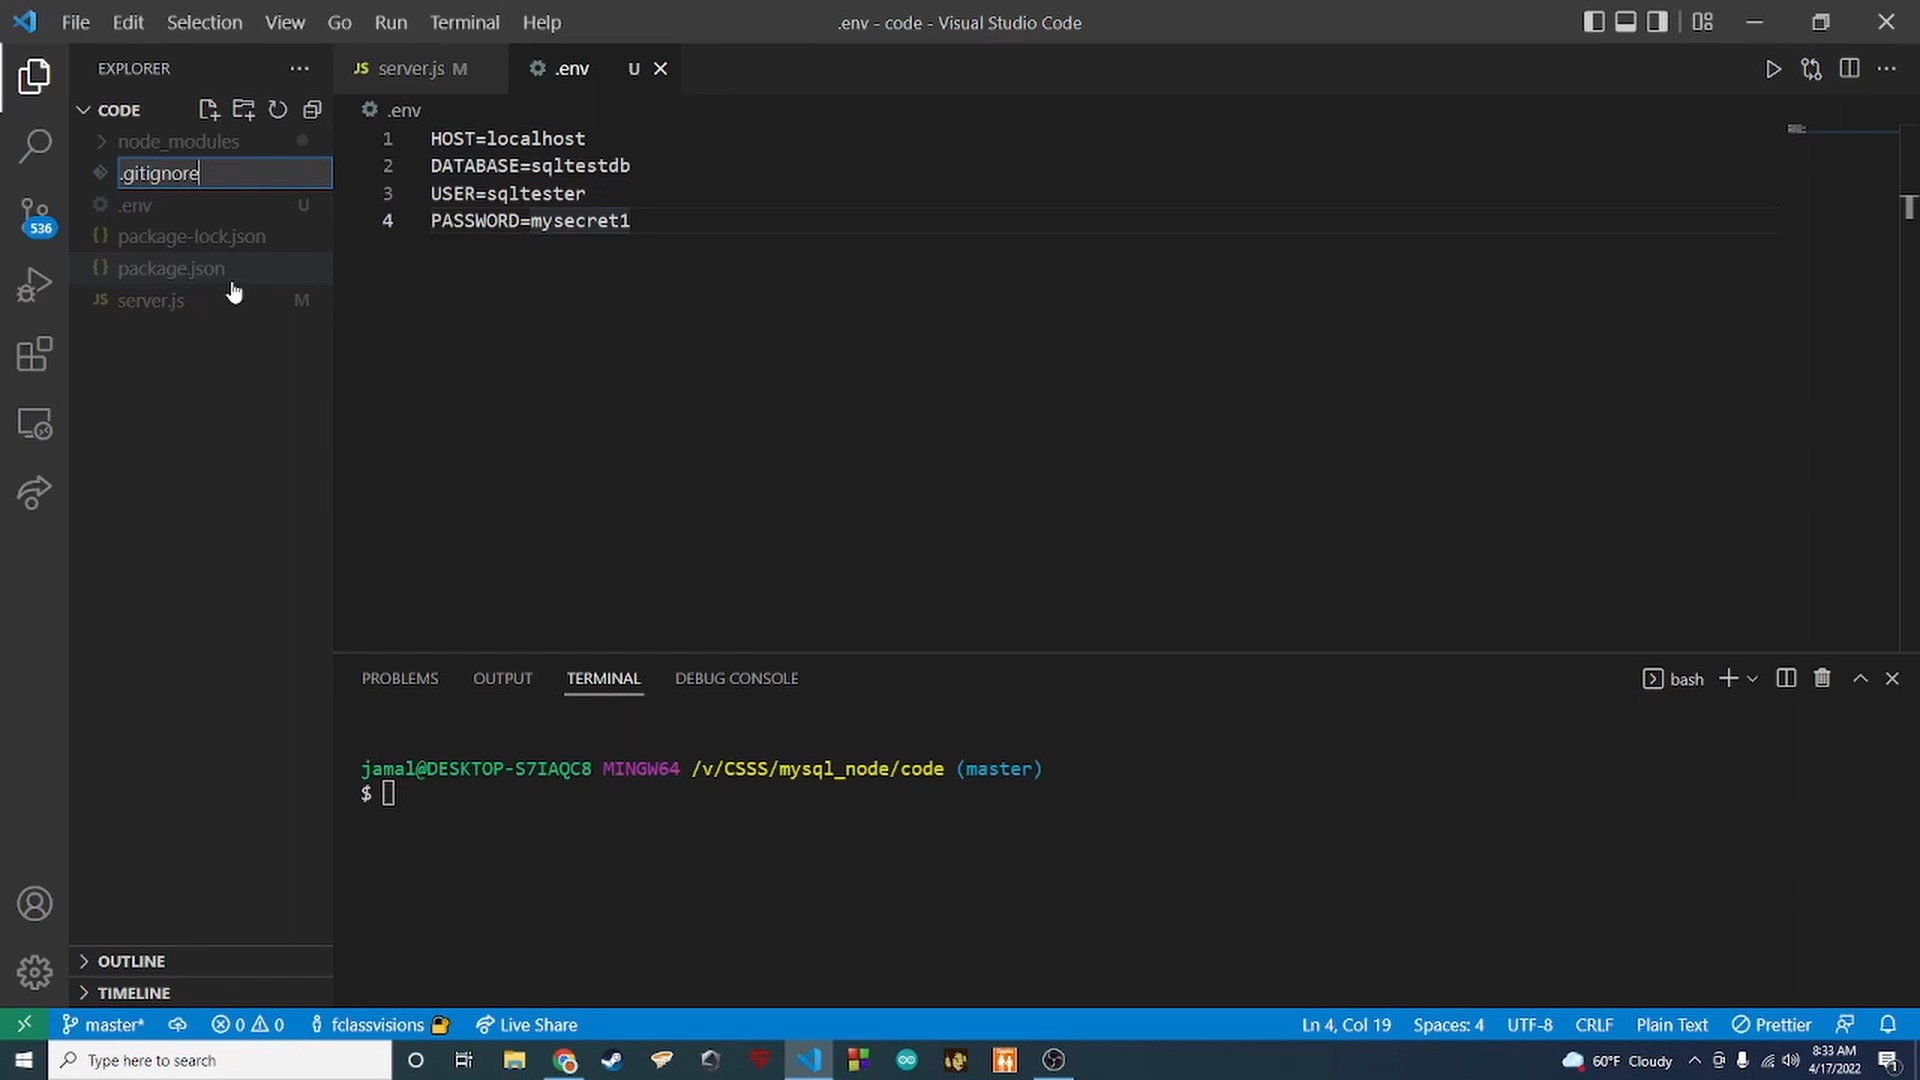 File Edit Selection View Go Run Terminal Help
.env - code - Visual Studio Code
EXPLORER
JS server.js M
.env U
CODE
.env
node_modules
.gitignore
.env U
{} package-lock.json
{} package.json
JS server.js M
1 HOST=localhost
2 DATABASE=sqltestdb
3 USER=sqltester
4 PASSWORD=mysecret1
536
PROBLEMS OUTPUT TERMINAL DEBUG CONSOLE
bash
jamal@DESKTOP-S7IAQC8 MINGW64 /v/CSSS/mysql_node/code (master)
$
OUTLINE
TIMELINE
master* 0 0 fclassvisions Live Share
Ln 4, Col 19 Spaces: 4 UTF-8 CRLF Plain Text Prettier
Type here to search
60°F Cloudy
8:33 AM
4/17/2022
1